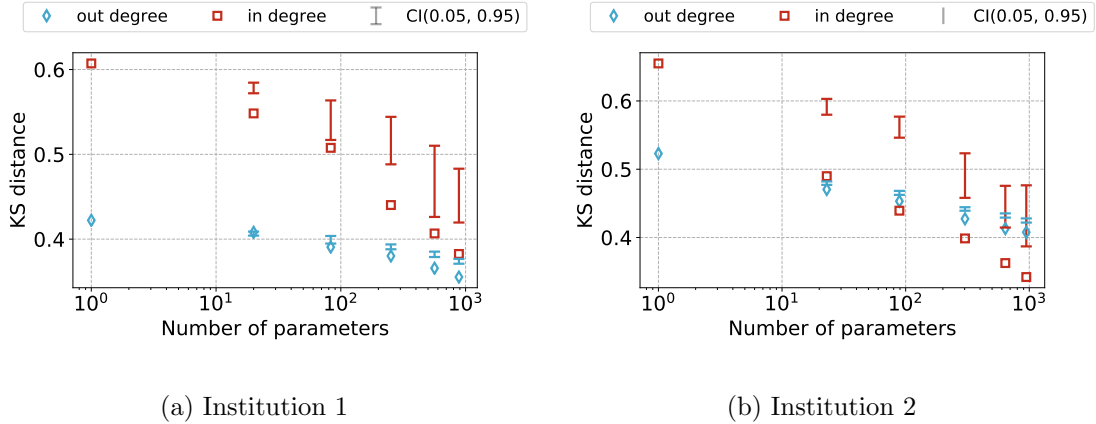 out degree in degree CI(0.05, 0.95)
KS distance
0.6
0.5
0.4
10^0 10^1 10^2 10^3
Number of parameters
(a) Institution 1
out degree in degree CI(0.05, 0.95)
KS distance
0.6
0.5
0.4
10^0 10^1 10^2 10^3
Number of parameters
(b) Institution 2